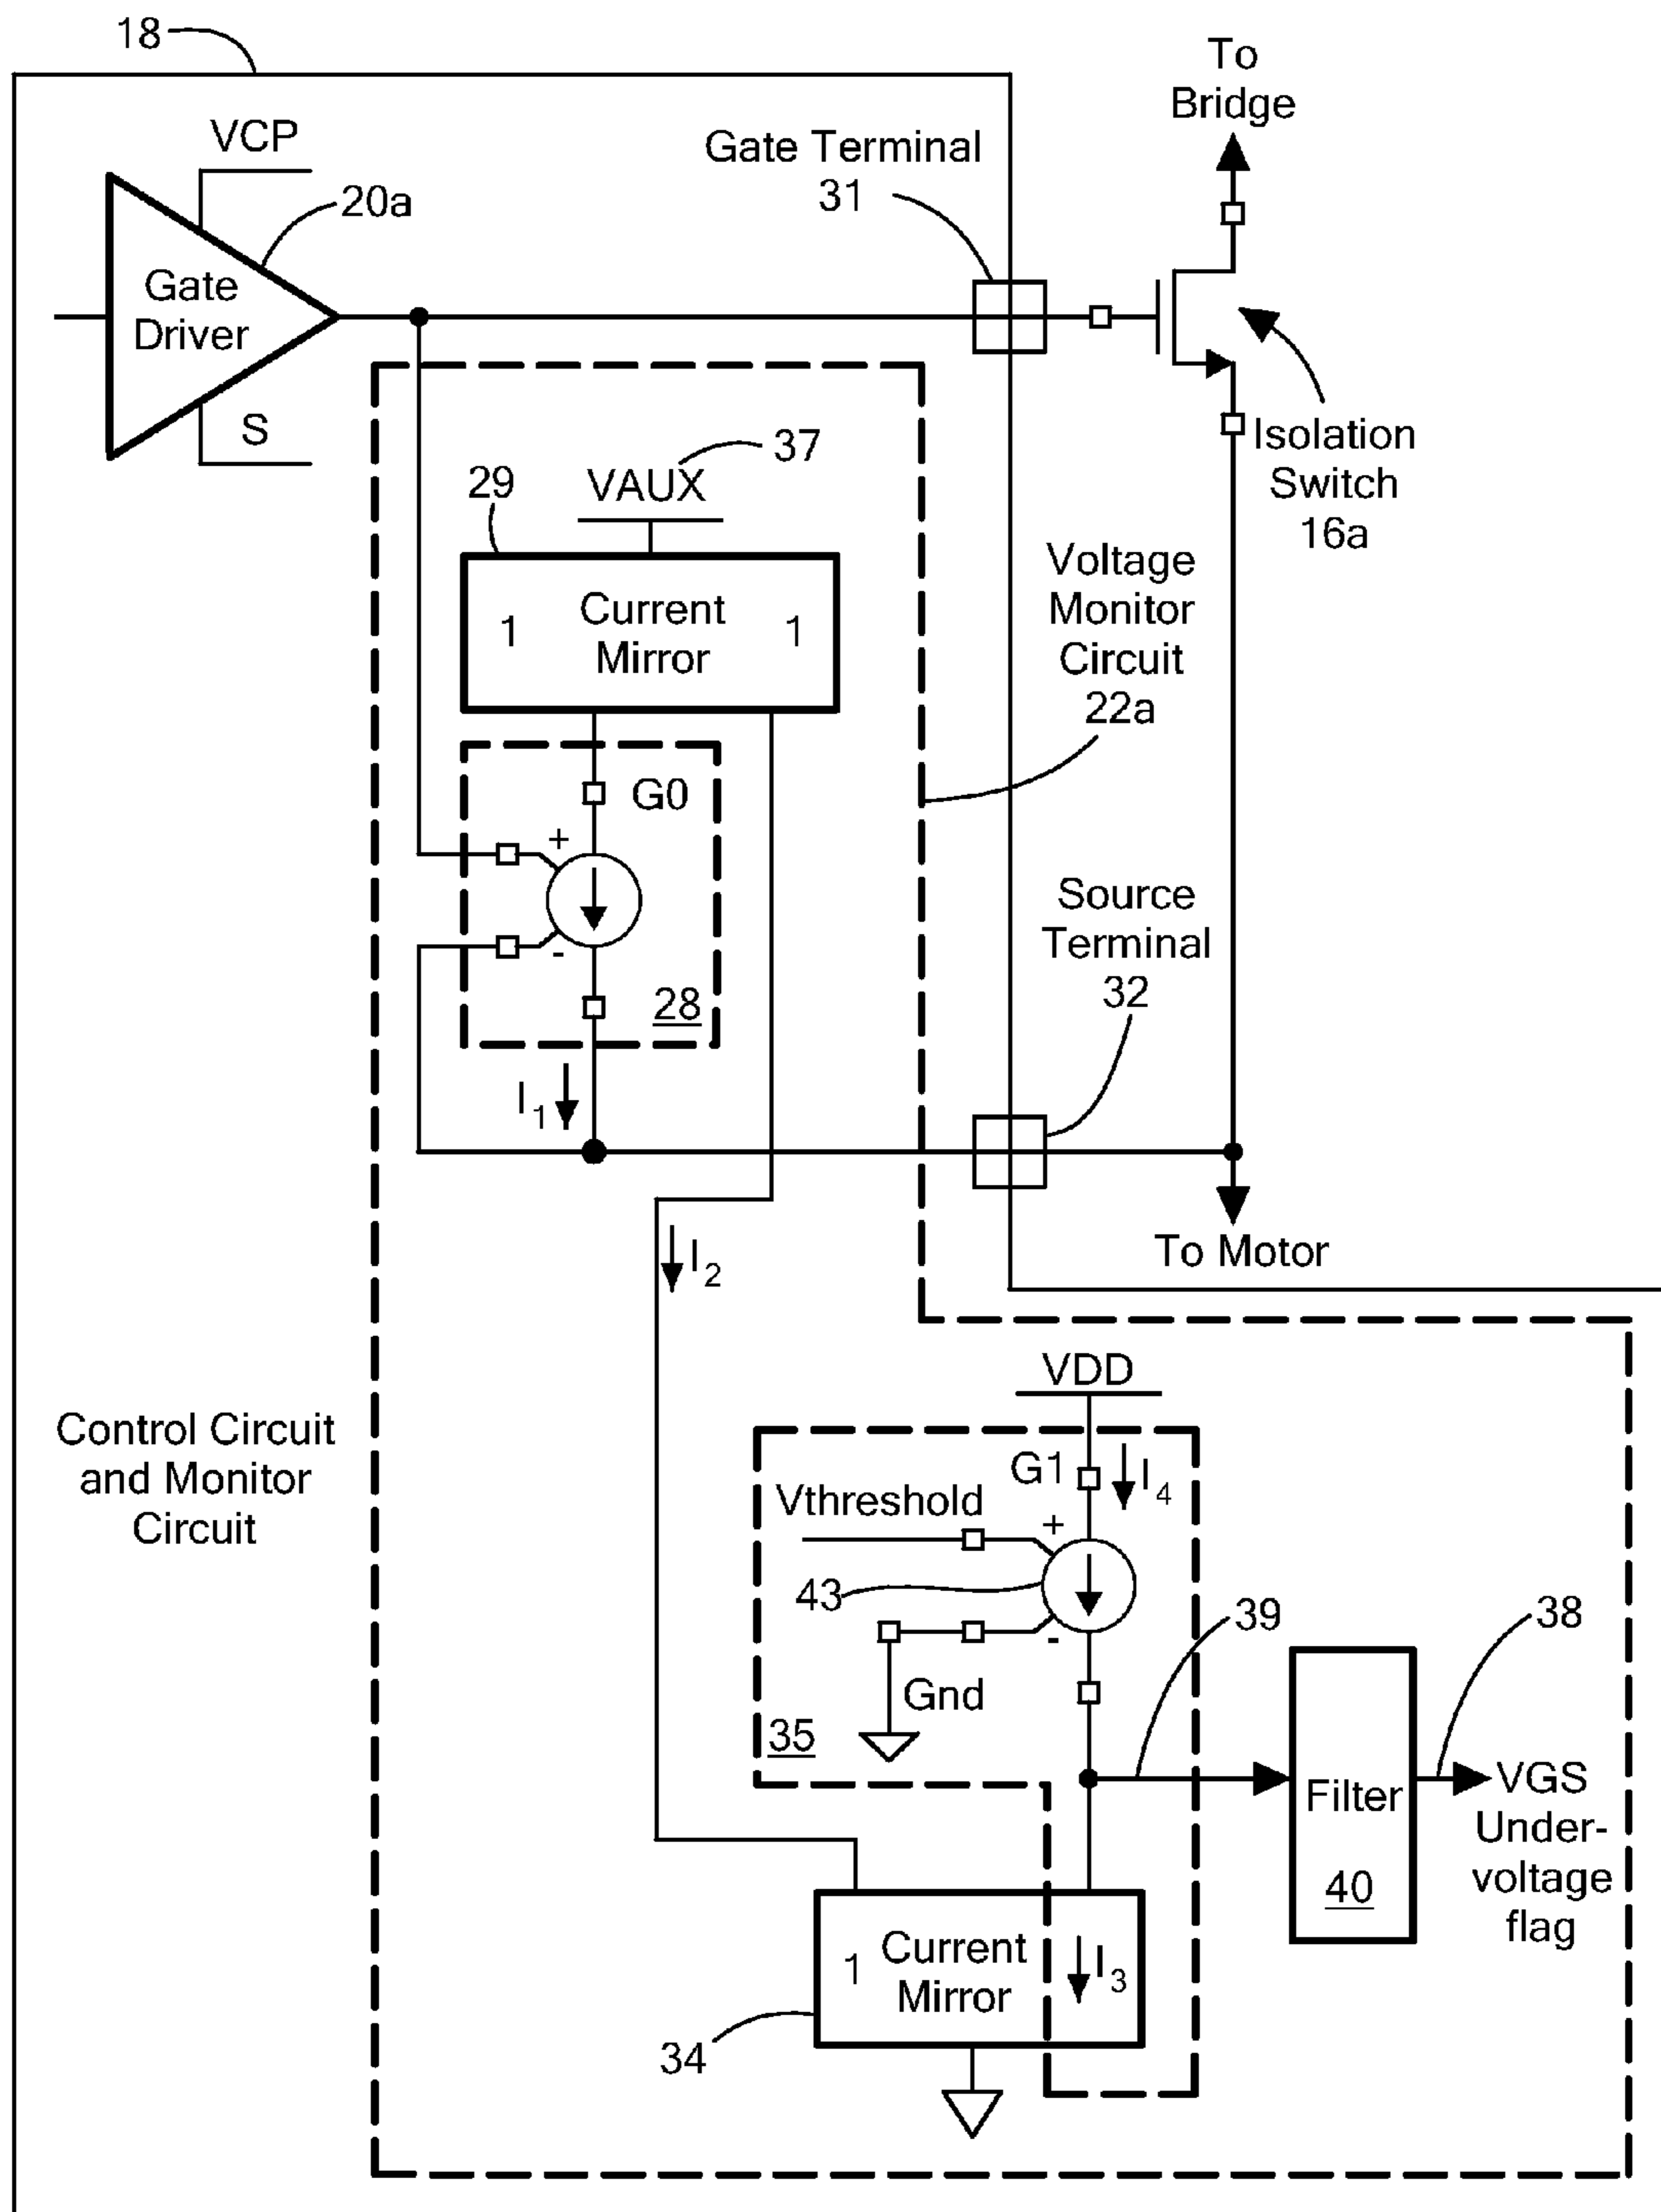 18
To
Bridge
VCP
Gate Terminal
31
20a
Gate
Driver
S
Isolation
Switch
16a
37
VAUX
29
Current
Mirror
1
1
Voltage
Monitor
Circuit
22a
G0
+
-
28
Source
Terminal
32
I1
To Motor
I2
VDD
Control Circuit
and Monitor
Circuit
G1
I4
Vthreshold
+
43
-
39
38
Gnd
35
Filter
40
VGS
Under-
voltage
flag
1
Current
Mirror
I3
34